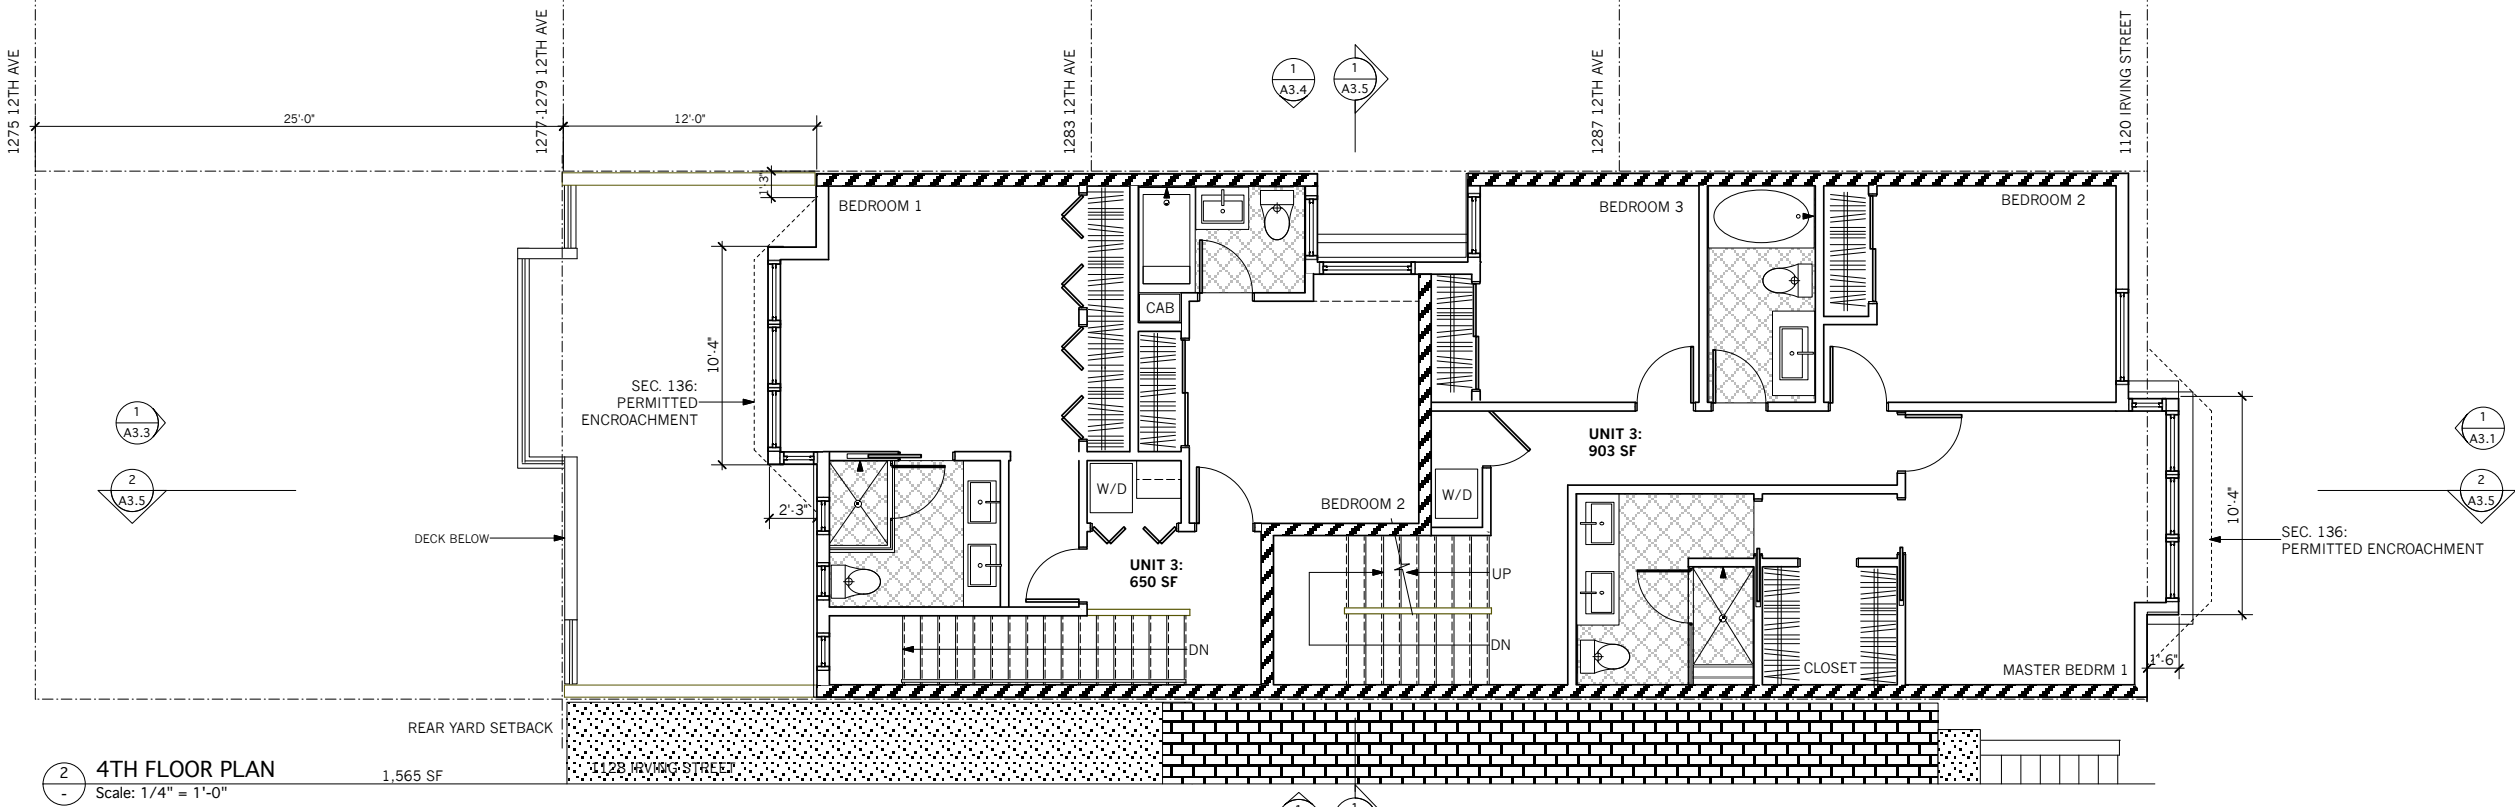 1275 12TH AVE
1277-1279 12TH AVE
1283 12TH AVE
1287 12TH AVE
1120 IRVING STREET
1
A3.4
1
A3.5
25'-0"
12'-0"
1'-3"
BEDROOM 1
BEDROOM 3
BEDROOM 2
CAB
10'-4"
SEC. 136:
PERMITTED
ENCROACHMENT
1
A3.3
UNIT 3:
903 SF
1
A3.1
2
A3.5
W/D
W/D
BEDROOM 2
2'-3"
2
A3.5
10'-4"
DECK BELOW
SEC. 136:
PERMITTED ENCROACHMENT
UNIT 3:
650 SF
UP
DN
DN
CLOSET
MASTER BEDRM 1
1'-6"
REAR YARD SETBACK
1128 IRVING STREET
2
-
4TH FLOOR PLAN
1,565 SF
Scale: 1/4" = 1'-0"
1